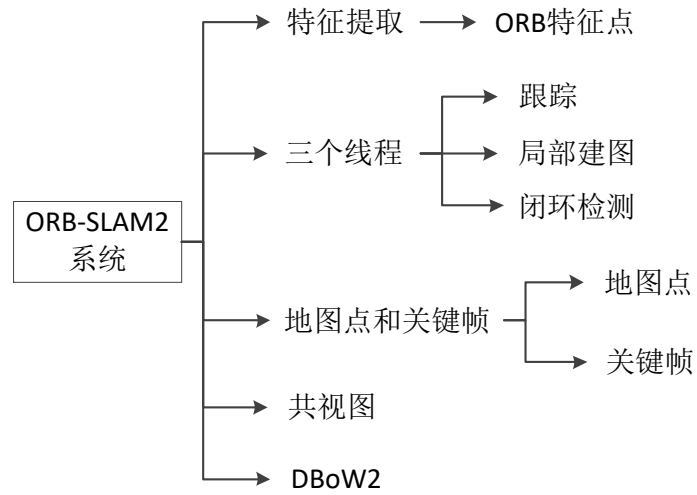 ORB-SLAM2
系统
特征提取
ORB特征点
三个线程
跟踪
局部建图
闭环检测
地图点和关键帧
地图点
关键帧
共视图
DBoW2